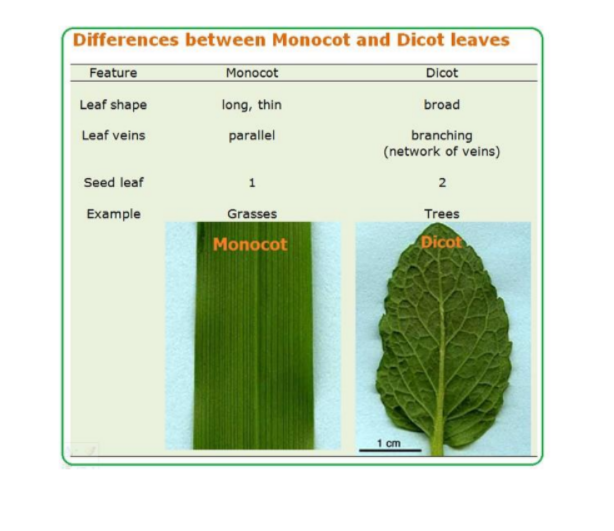 Differences between Monocot and Dicot leaves
Feature Monocot Dicot
Leaf shape long, thin broad
Leaf veins parallel branching
(network of veins)
Seed leaf 1 2
Example Grasses Trees
Monocot Dicot
1 cm